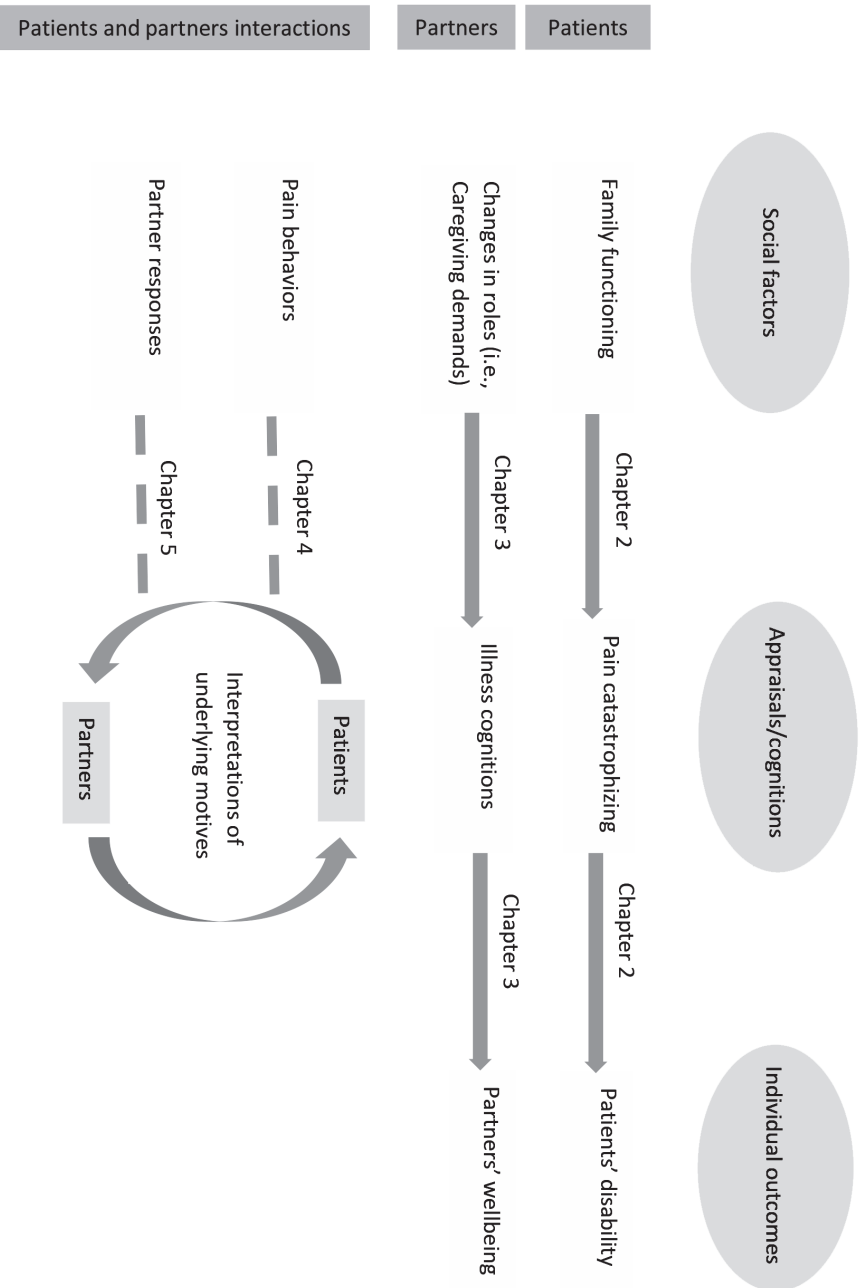 Patients and partners interactions
Partners
Patients
Social factors
Appraisals/cognitions
Individual outcomes
Family functioning
Chapter 2
Pain catastrophizing
Chapter 2
Patients’ disability
Changes in roles (i.e.,
Caregiving demands)
Chapter 3
Illness cognitions
Chapter 3
Partners’ wellbeing
Pain behaviors
Chapter 4
Partner responses
Chapter 5
Patients
Interpretations of
underlying motives
Partners